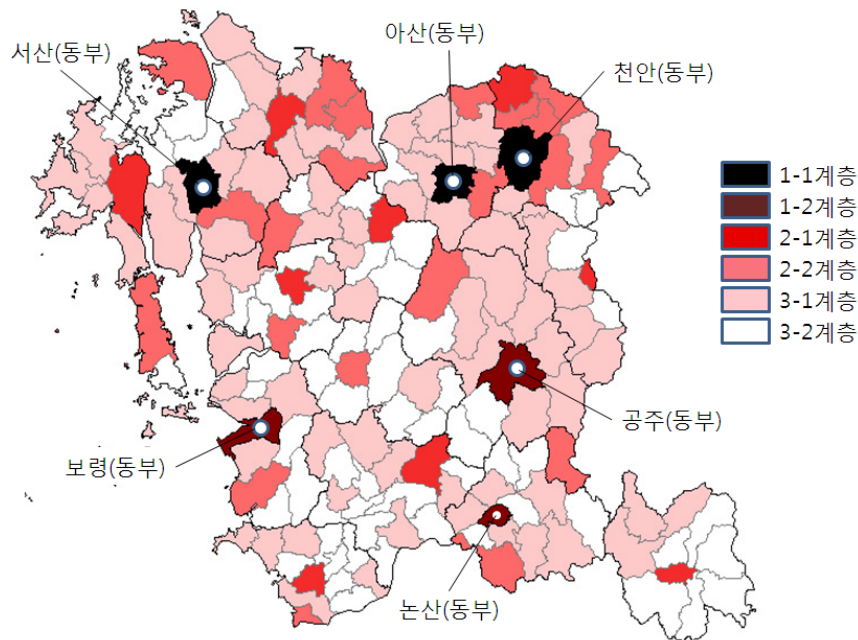 아산(동부)
서산(동부)
천안(동부)
1-1계층
1-2계층
2-1계층
2-2계층
3-1계층
3-2계층
공주(동부)
보령(동부)
논산(동부)